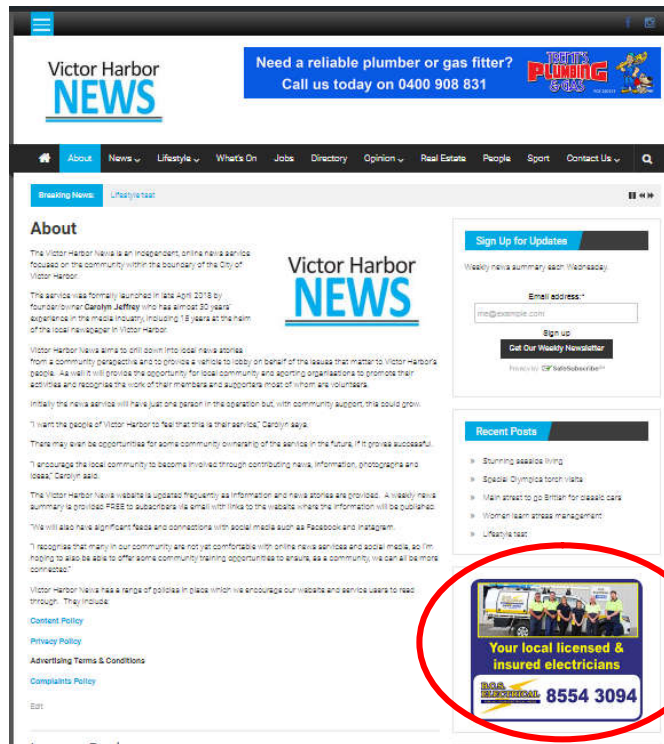 Victor Harbor
NEWS
Need a reliable plumber or gas fitter?
Call us today on 0400 908 831
TRENT'S
PLUMBING
& GAS
About
News
Lifestyle
What's On
Jobs
Directory
Opinion
Real Estate
People
Sport
Contact Us
Breaking News:
Lifestyle test
About
The Victor Harbor News is an independent, online news service
focused on the community within the boundary of the City of
Victor Harbor.
The service was formally launched in late April 2018 by
founder/owner Carolyn Jeffrey who has almost 30 years'
experience in the media industry, including 18 years at the helm
of the local newspaper in Victor Harbor.
Victor Harbor
NEWS
Victor Harbor News aims to drill down into local news stories
from a community perspective and to provide a vehicle to lobby on behalf of the issues that matter to Victor Harbor's
people. As well it will provide the opportunity for local community and sporting organisations to promote their
activities and recognise the work of their members and supporters most of whom are volunteers.
Initially the news service will have just one person in the operation but, with community support, this could grow.
"I want the people of Victor Harbor to feel that this is their service," Carolyn says.
There may even be opportunities for some community ownership of the service in the future, if it proves successful.
"I encourage the local community to become involved through contributing news, information, photographs and
ideas," Carolyn said.
The Victor Harbor News website is updated frequently as information and news stories are provided. A weekly news
summary is provided FREE to subscribers via email with links to the website where the information will be published.
"We will also have significant feeds and connections with social media such as Facebook and Instagram.
"I recognise that many in our community are not yet comfortable with online news services and social media, so I'm
hoping to also be able to offer some community training opportunities to ensure, as a community, we can all be more
connected."
Victor Harbor News has a range of policies in place which we encourage our website and service users to read
through. They include:
Content Policy
Privacy Policy
Advertising Terms & Conditions
Complaints Policy
Edit
Sign Up for Updates
Weekly news summary each Wednesday.
Email address:*
me@example.com
Sign up
Get Our Weekly Newsletter
Privacy by SafeSubscribe
Recent Posts
Stunning seaside living
Special Olympics torch visits
Main street to go British for classic cars
Women learn stress management
Lifestyle test
Your local licensed &
insured electricians
ELECTRICAL
8554 3094